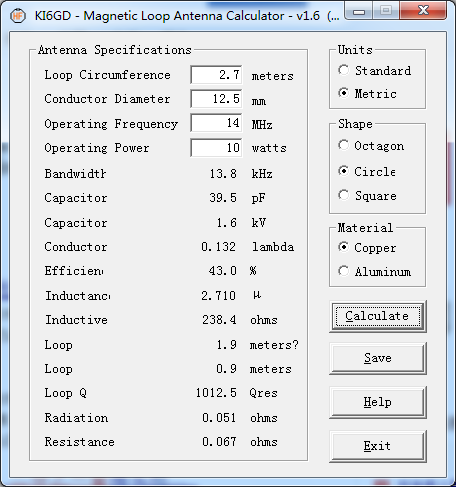 KI6GD - Magnetic Loop Antenna Calculator - v1.6 (...
Antenna Specifications
Loop Circumference 2.7 meters
Conductor Diameter 12.5 mm
Operating Frequency 14 MHz
Operating Power 10 watts
Bandwidth 13.8 kHz
Capacitor 39.5 pF
Capacitor 1.6 kV
Conductor 0.132 lambda
Efficien 43.0 %
Inductanc 2.710 μ
Inductive 238.4 ohms
Loop 1.9 meters?
Loop 0.9 meters
Loop Q 1012.5 Qres
Radiation 0.051 ohms
Resistance 0.067 ohms
Units
Standard
Metric
Shape
Octagon
Circle
Square
Material
Copper
Aluminum
Calculate
Save
Help
Exit